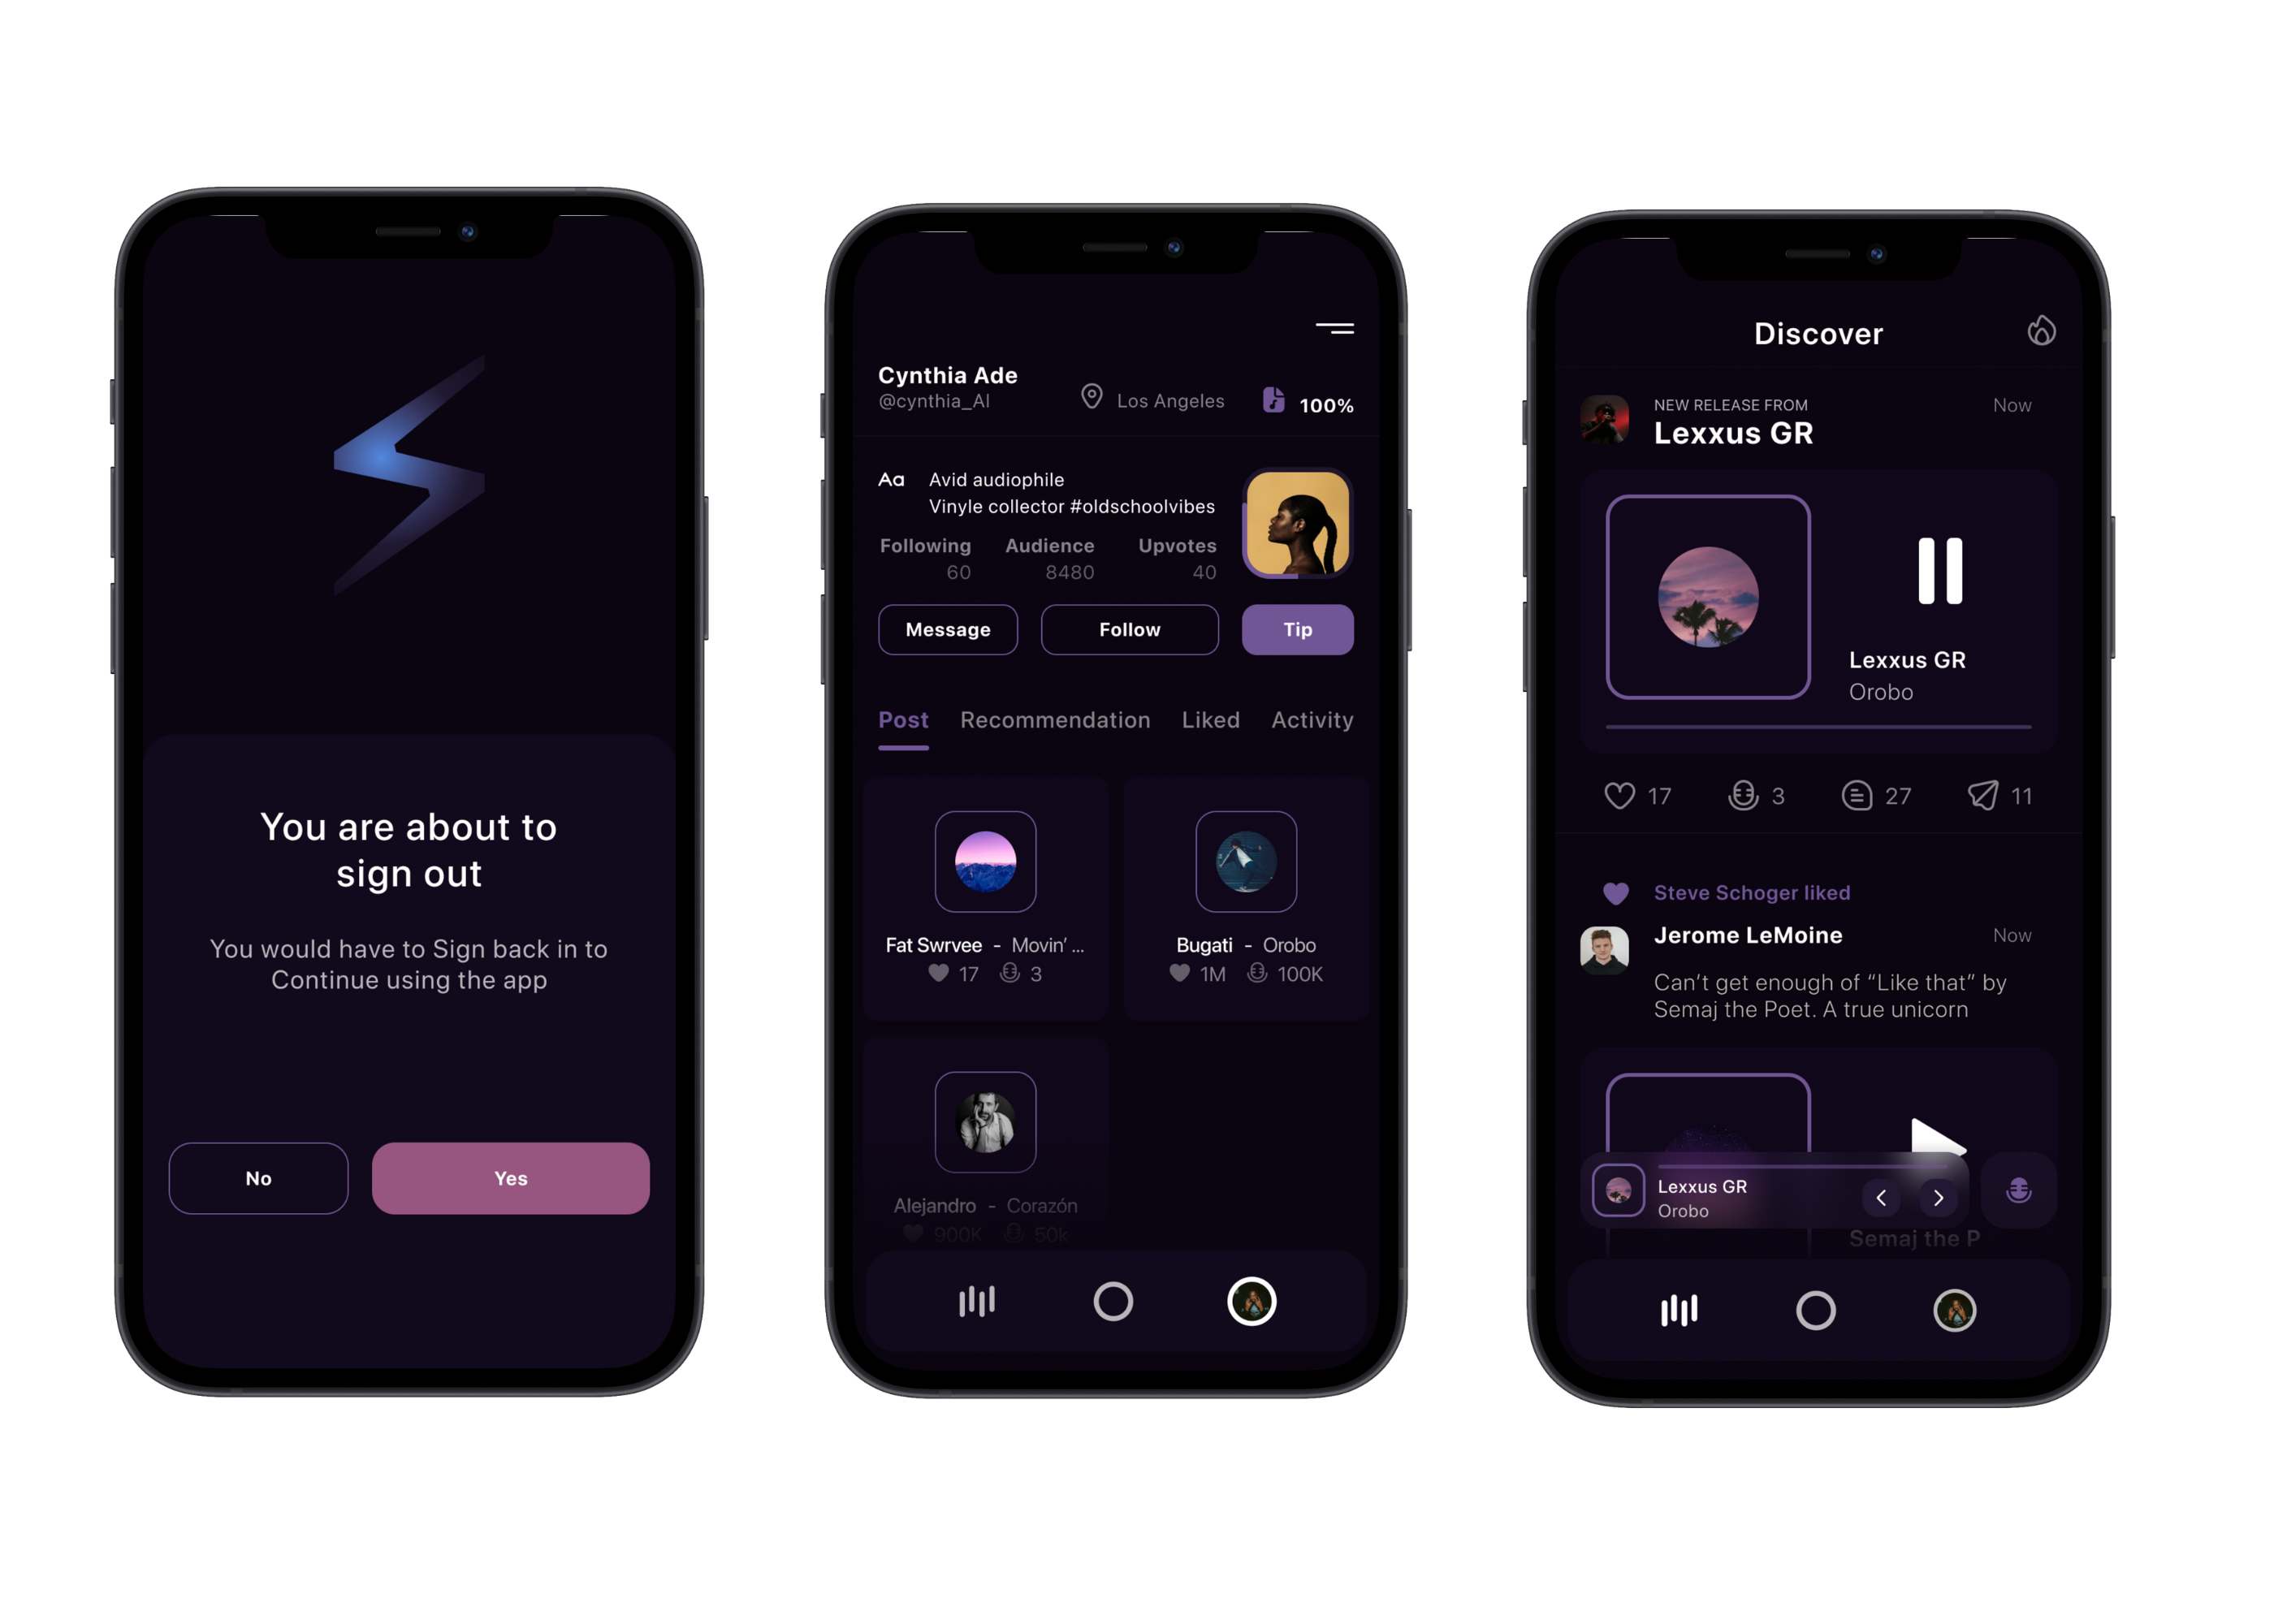 You are about to
sign out
You would have to Sign back in to
Continue using the app
No
Yes
Cynthia Ade
@cynthia_AI
Los Angeles
100%
Aa
Avid audiophile
Vinyle collector #oldschoolvibes
Following
Audience
Upvotes
60
8480
40
Message
Follow
Tip
Post
Recommendation
Liked
Activity
Fat Swrvee - Movin’ ...
17
3
Bugati - Orobo
1M
100K
Alejandro - Corazón
900K
50k
Discover
NEW RELEASE FROM
Now
Lexxus GR
Lexxus GR
Orobo
17
3
27
11
Steve Schoger liked
Jerome LeMoine
Now
Can’t get enough of “Like that” by
Semaj the Poet. A true unicorn
Lexxus GR
Orobo
Semaj the P